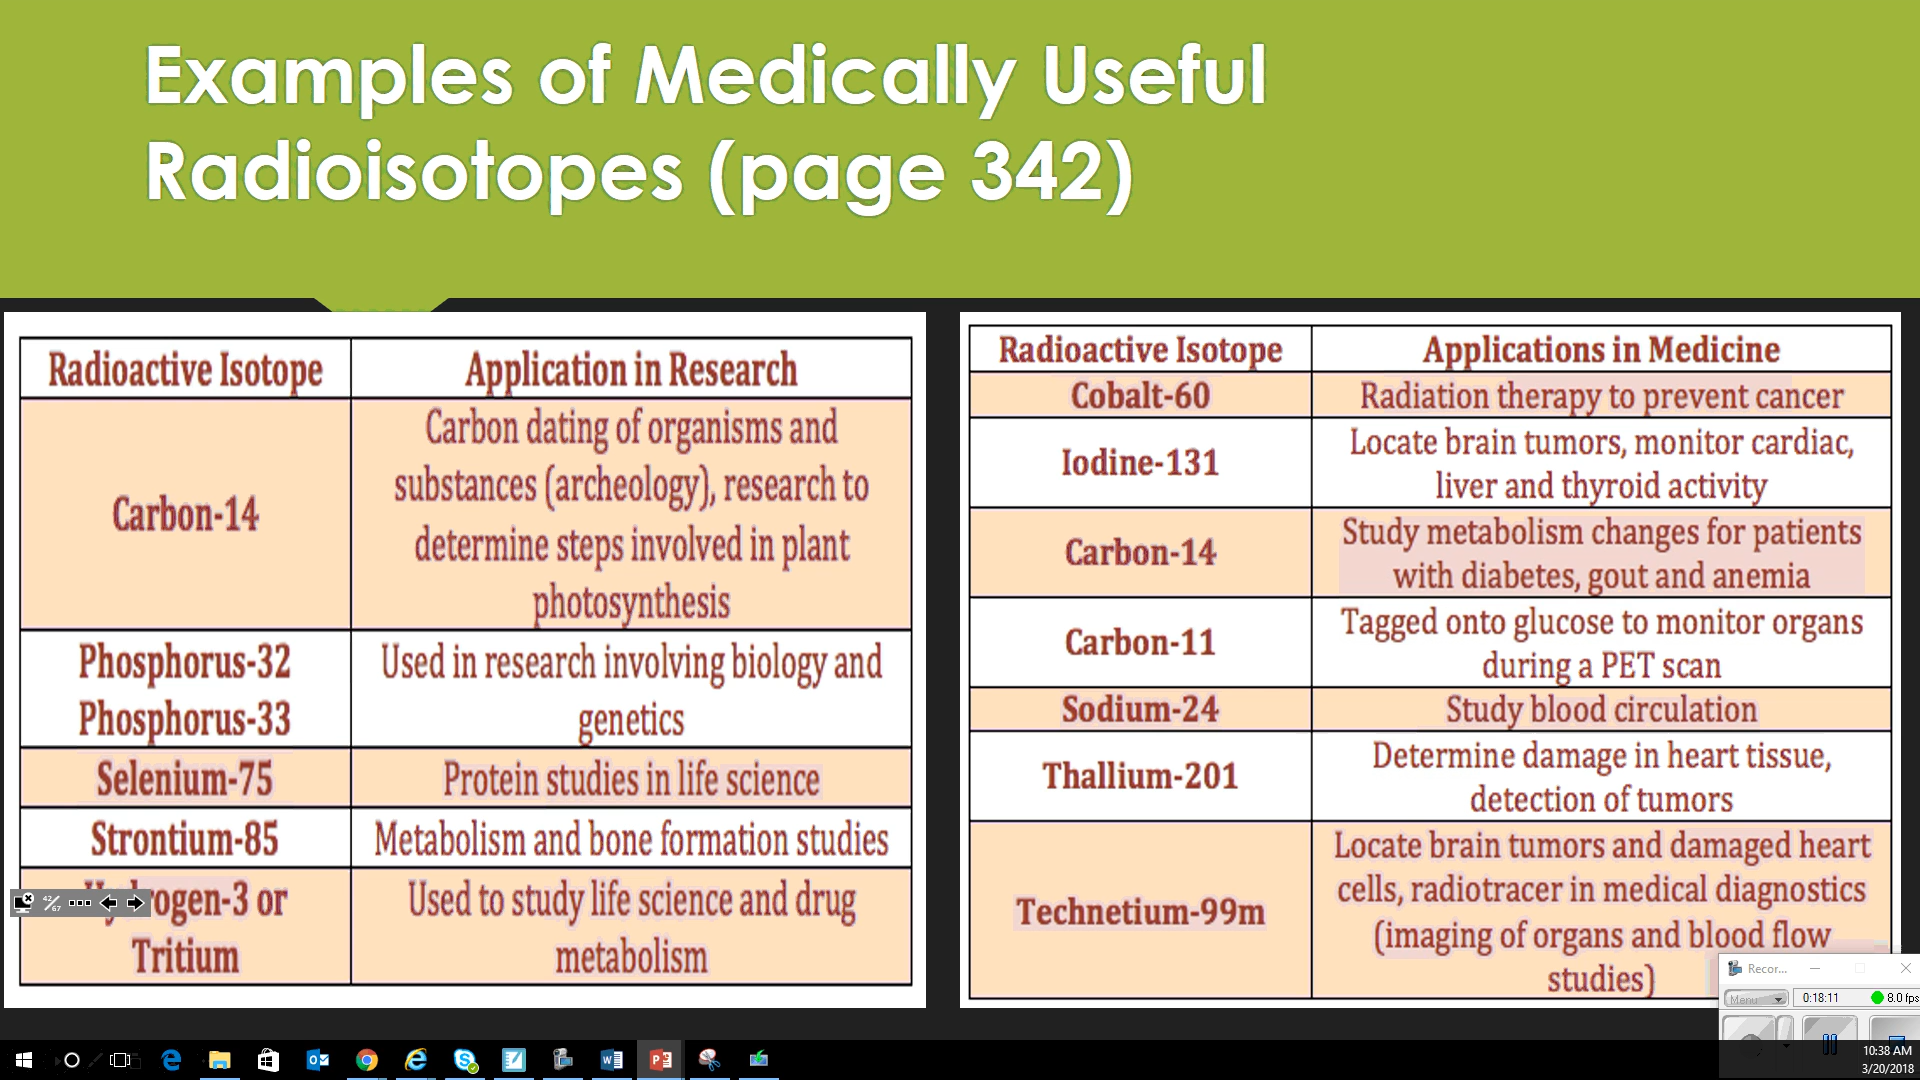 Examples of Medically Useful
Radioisotopes (page 342)
Radioactive Isotope
Application in Research
Carbon-14
Carbon dating of organisms and
substances (archeology), research to
determine steps involved in plant
photosynthesis
Phosphorus-32
Phosphorus-33
Used in research involving biology and
genetics
Selenium-75
Protein studies in life science
Strontium-85
Metabolism and bone formation studies
rogen-3 or
Tritium
Used to study life science and drug
metabolism
42/67
Radioactive Isotope
Applications in Medicine
Cobalt-60
Radiation therapy to prevent cancer
Iodine-131
Locate brain tumors, monitor cardiac,
liver and thyroid activity
Carbon-14
Study metabolism changes for patients
with diabetes, gout and anemia
Carbon-11
Tagged onto glucose to monitor organs
during a PET scan
Sodium-24
Study blood circulation
Thallium-201
Determine damage in heart tissue,
detection of tumors
Technetium-99m
Locate brain tumors and damaged heart
cells, radiotracer in medical diagnostics
(imaging of organs and blood flow
studies)
Recor...
Menu
0:18:11
8.0 fps
10:38 AM
3/20/2018